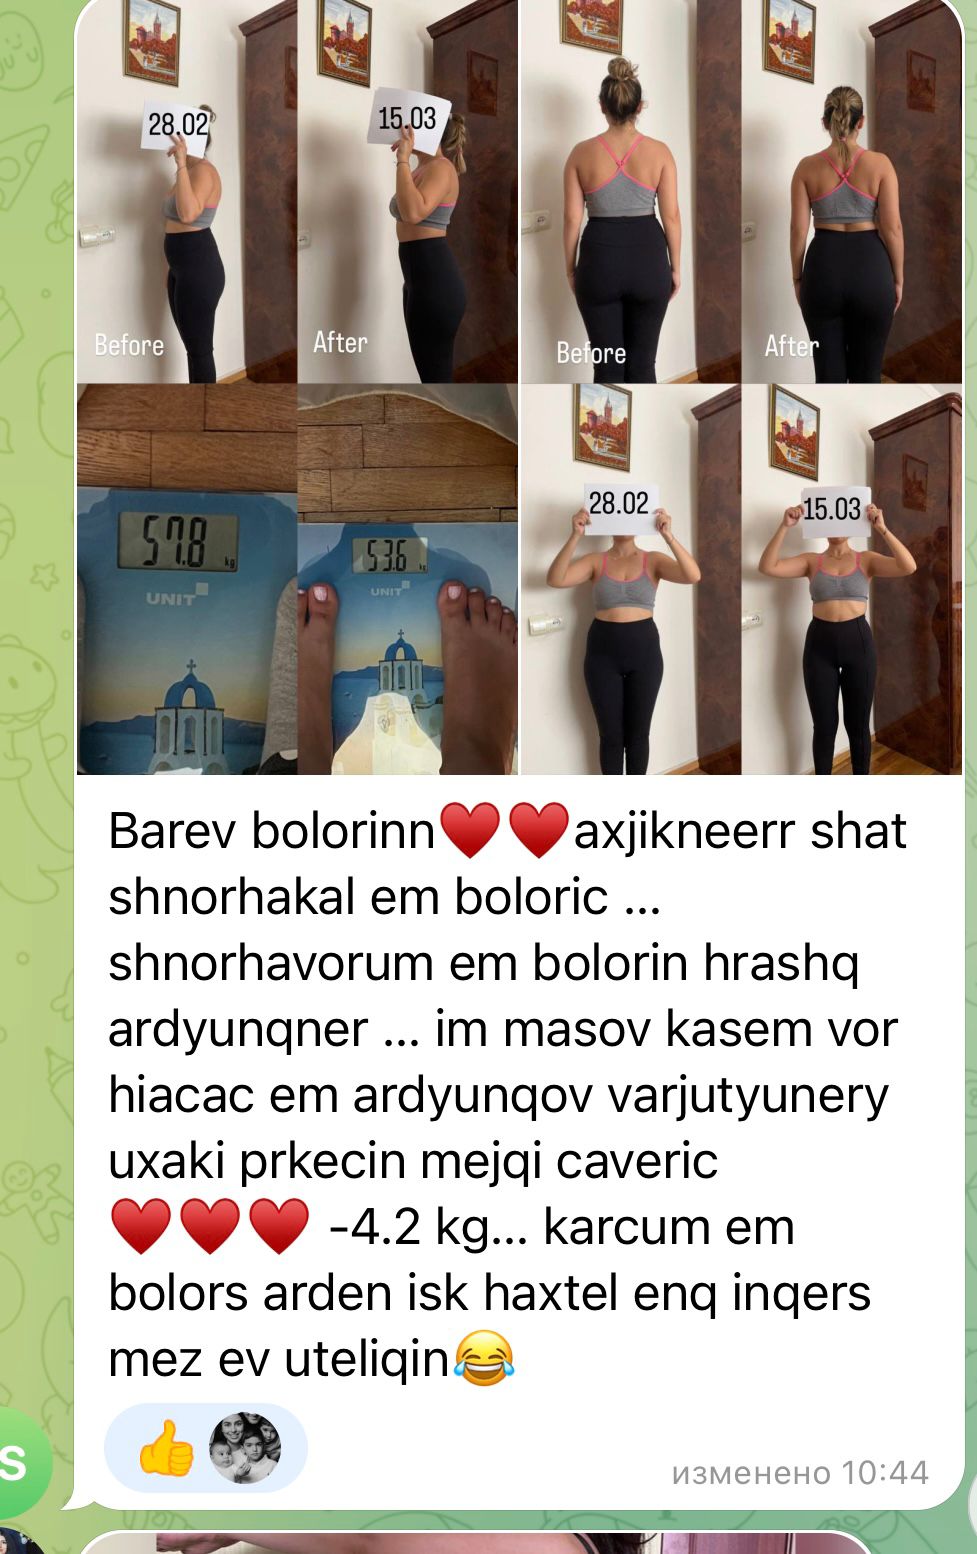 28.02
15.03
Before
After
Before
After
57.8 kg
UNIT
53.6
UNIT
28.02
15.03
Barev bolorinn♥️♥️axjikneerr shat
shnorhakal em boloric ...
shnorhavorum em bolorin hrashq
ardyunqner ... im masov kasem vor
hiacac em ardyunqov varjutyunery
uxaki prkecin mejqi caveric
♥️♥️♥️ -4.2 kg... karcum em
bolors arden isk haxtel enq inqers
mez ev uteliqin😂
S
изменено 10:44